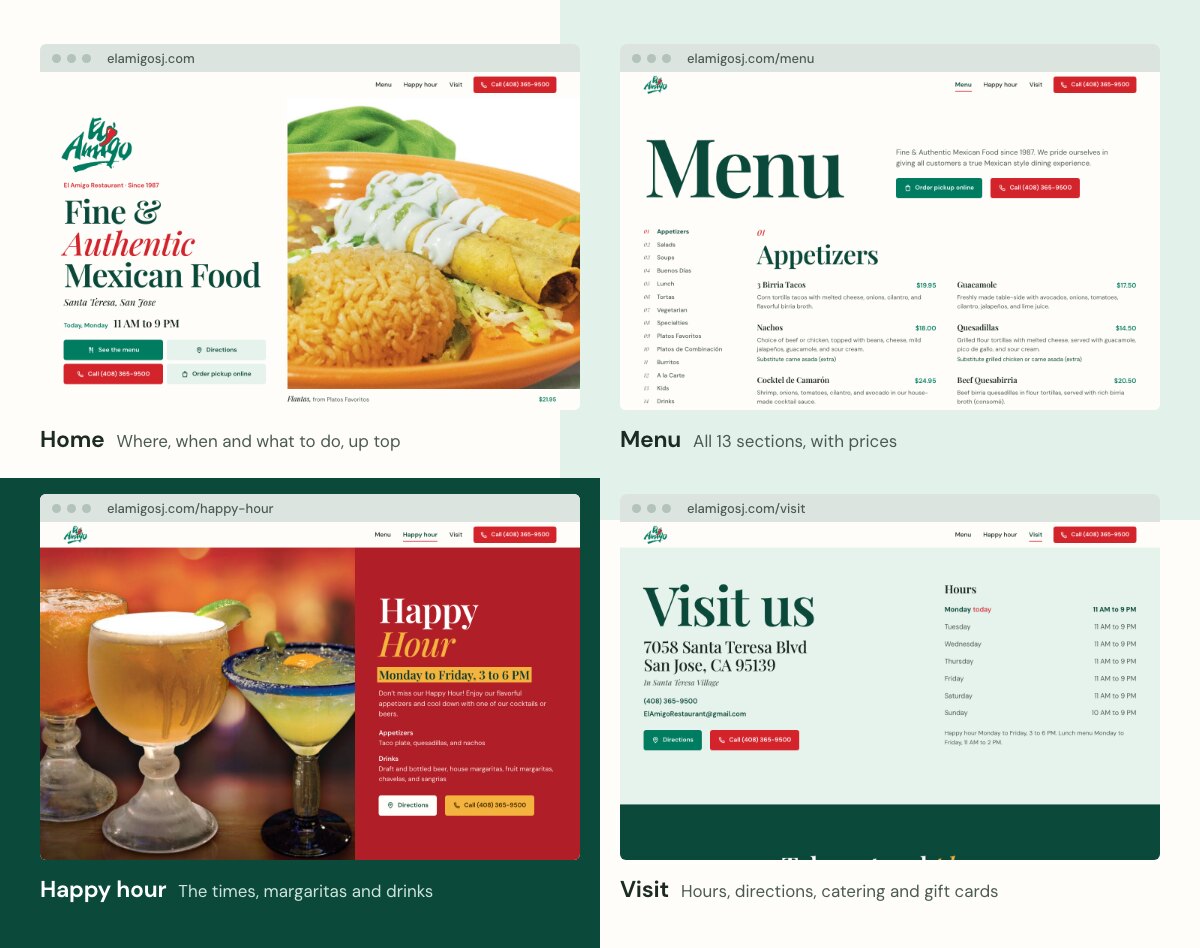 elamigosj.com
Menu Happy hour Visit Call (408) 365-9500
El Amigo
El Amigo Restaurant · Since 1987
Fine &
Authentic
Mexican Food
Santa Teresa, San Jose
Today, Monday 11 AM to 9 PM
See the menu Directions
Call (408) 365-9500 Order pickup online
Flautas, from Platos Favoritos $21.95
Home Where, when and what to do, up top
elamigosj.com/menu
El Amigo Menu Happy hour Visit Call (408) 365-9500
Menu
Fine & Authentic Mexican Food since 1987. We pride ourselves in
giving all customers a true Mexican style dining experience.
Order pickup online Call (408) 365-9500
01 Appetizers
02 Salads
03 Soups
04 Buenos Días
05 Lunch
06 Tortas
07 Vegetarian
08 Specialties
09 Platos Favoritos
10 Platos de Combinación
11 Burritos
12 A la Carte
13 Kids
14 Drinks
01
Appetizers
3 Birria Tacos $19.95
Corn tortilla tacos with melted cheese, onions, cilantro, and
flavorful birria broth.
Guacamole $17.50
Freshly made table-side with avocados, onions, tomatoes,
cilantro, jalapeños, and lime juice.
Nachos $18.00
Choice of beef or chicken, topped with beans, cheese, mild
jalapeños, guacamole, and sour cream.
Substitute carne asada (extra)
Quesadillas $14.50
Grilled flour tortillas with melted cheese, served with guacamole,
pico de gallo, and sour cream.
Substitute grilled chicken or carne asada (extra)
Cocktel de Camarón $24.95
Shrimp, onions, tomatoes, cilantro, and avocado in our house-
made cocktail sauce.
Beef Quesabirria $20.50
Beef birria quesadillas in flour tortillas, served with rich birria
broth (consomé).
Menu All 13 sections, with prices
elamigosj.com/happy-hour
El Amigo Menu Happy hour Visit Call (408) 365-9500
Happy
Hour
Monday to Friday, 3 to 6 PM
Don't miss our Happy Hour! Enjoy our flavorful
appetizers and cool down with one of our cocktails or
beers.
Appetizers
Taco plate, quesadillas, and nachos
Drinks
Draft and bottled beer, house margaritas, fruit margaritas,
chavelas, and sangrias
Directions Call (408) 365-9500
Happy hour The times, margaritas and drinks
elamigosj.com/visit
El Amigo Menu Happy hour Visit Call (408) 365-9500
Visit us
7058 Santa Teresa Blvd
San Jose, CA 95139
In Santa Teresa Village
(408) 365-9500
ElAmigoRestaurant@gmail.com
Directions Call (408) 365-9500
Hours
Monday today 11 AM to 9 PM
Tuesday 11 AM to 9 PM
Wednesday 11 AM to 9 PM
Thursday 11 AM to 9 PM
Friday 11 AM to 9 PM
Saturday 11 AM to 9 PM
Sunday 10 AM to 9 PM
Happy hour Monday to Friday, 3 to 6 PM. Lunch menu Monday to
Friday, 11 AM to 2 PM.
Visit Hours, directions, catering and gift cards